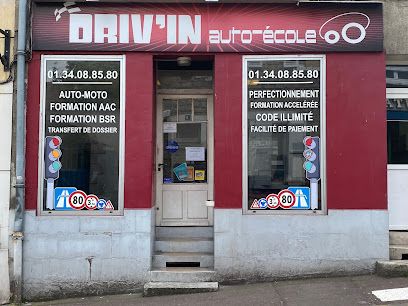 DRIV'IN auto-école
01.34.08.85.80
AUTO-MOTO
FORMATION AAC
FORMATION BSR
TRANSFERT DE DOSSIER
80
01.34.08.85.80
PERFECTIONNEMENT
FORMATION ACCELÉRÉE
CODE ILLIMITÉ
FACILITÉ DE PAIEMENT
80